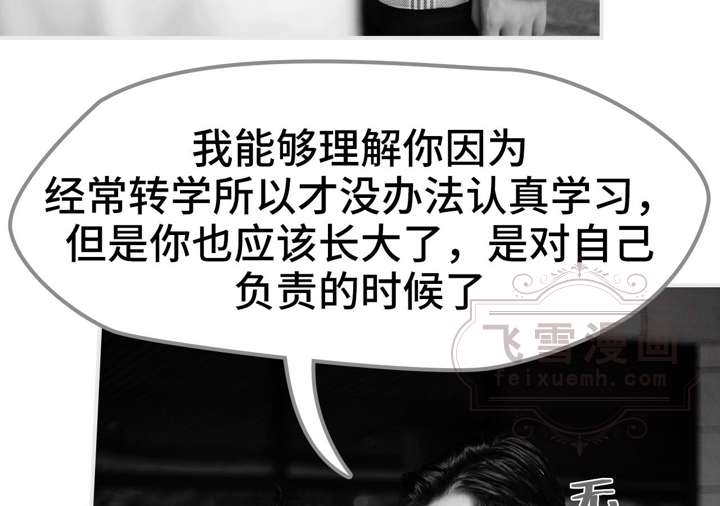 我能够理解你因为
经常转学所以才没办法认真学习，
但是你也应该长大了，是对自己
负责的时候了
飞雪漫画
feixuemh.com